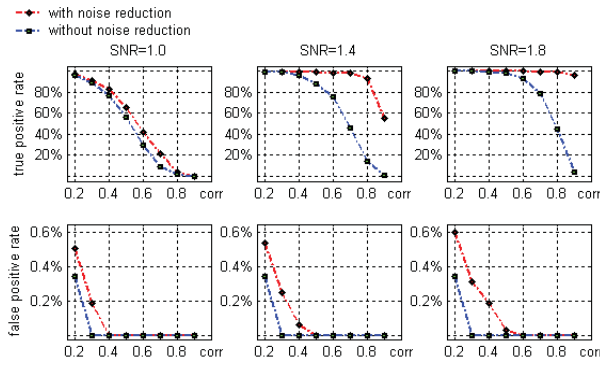 with noise reduction
without noise reduction
SNR=1.0 SNR=1.4 SNR=1.8
true positive rate
80% 80% 80%
60% 60% 60%
40% 40% 40%
20% 20% 20%
0.2 0.4 0.6 0.8 corr 0.2 0.4 0.6 0.8 corr 0.2 0.4 0.6 0.8 corr
false positive rate
0.6% 0.6% 0.6%
0.4% 0.4% 0.4%
0.2% 0.2% 0.2%
0.2 0.4 0.6 0.8 corr 0.2 0.4 0.6 0.8 corr 0.2 0.4 0.6 0.8 corr